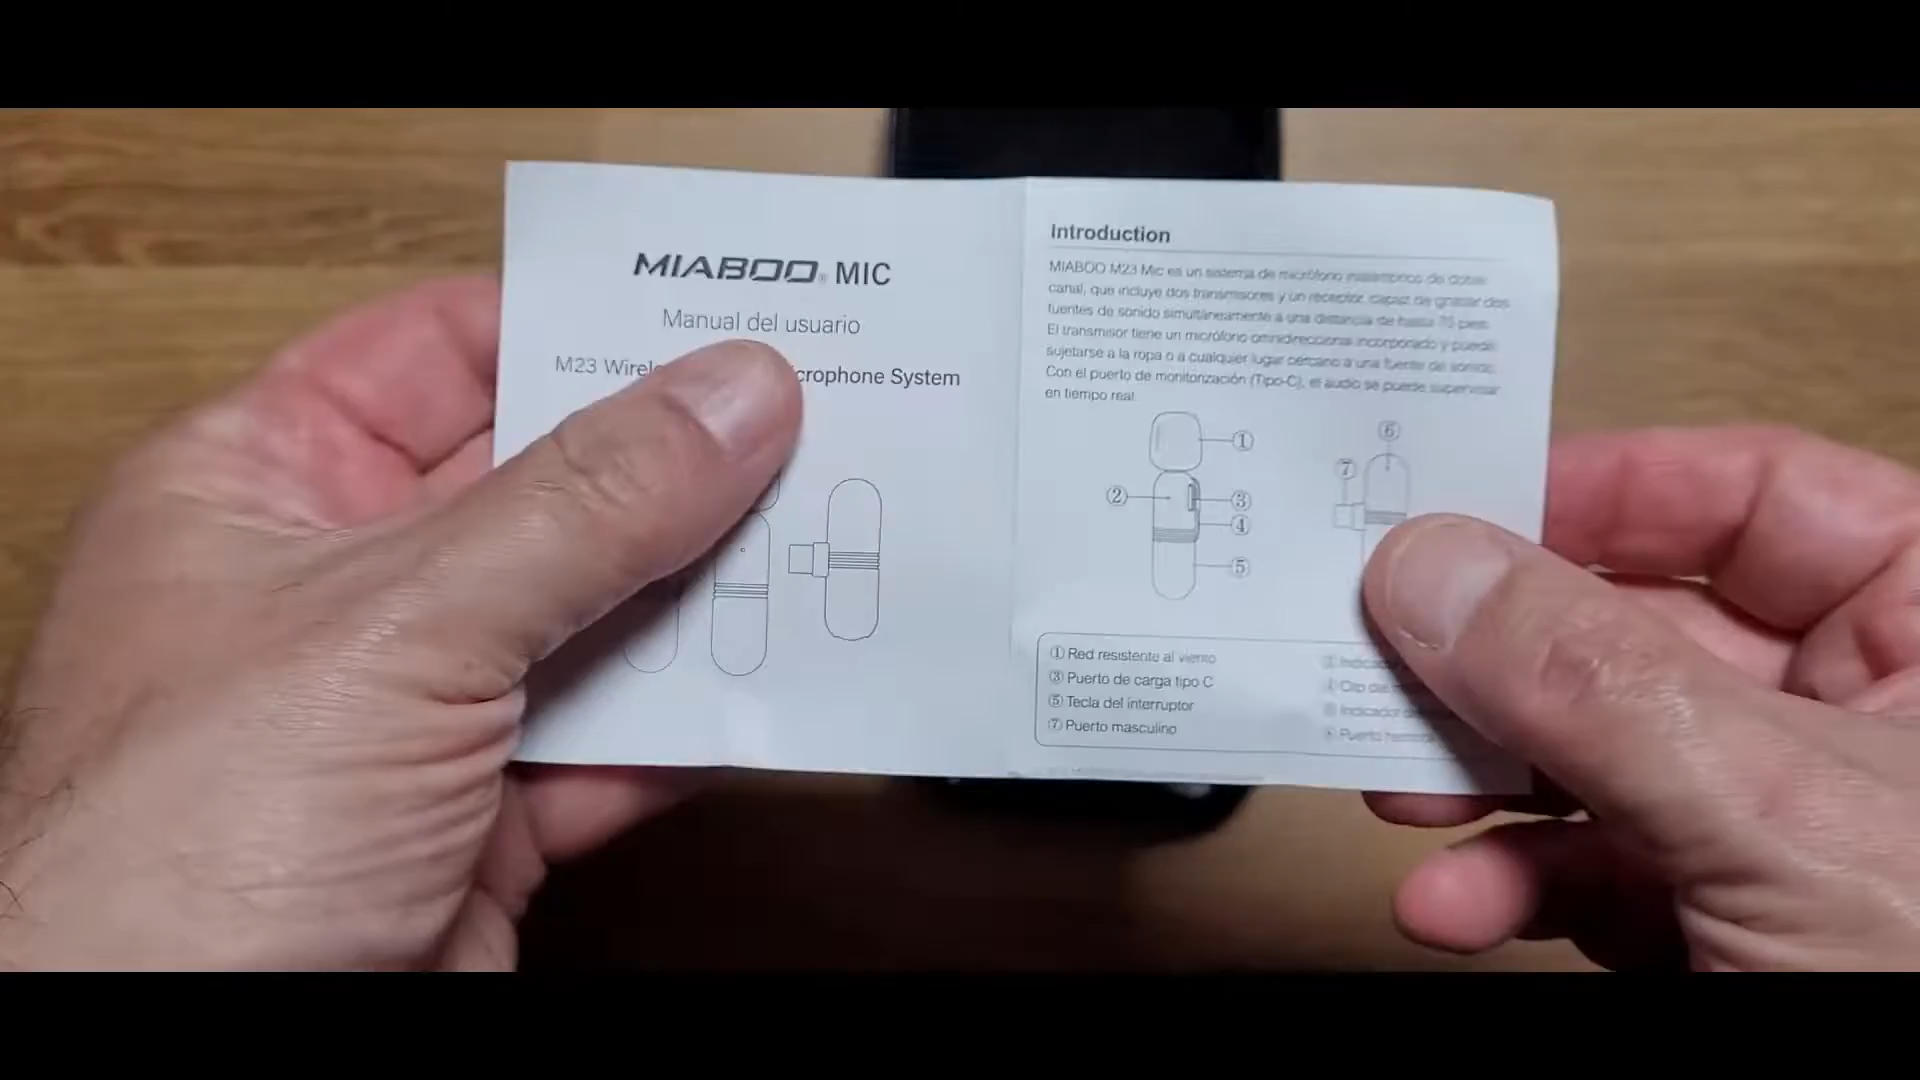 MIABOO® MIC
Manual del usuario
M23 crophone System
Introduction
MIABOO M23 Mic es un sistema de micrófono inalámbrico de doble
canal, que incluye dos transmisores y un receptor, capaz de grabar dos
fuentes de sonido simultáneamente a una distancia de hasta pies.
El transmisor tiene un micrófono omnidireccional incorporado y puede
sujetarse a la ropa o a cualquier lugar cercano a una fuente de sonido.
Con el puerto de monitorización (Tipo-C), el audio se puede supervisar
en tiempo real.
①
⑥
⑦
②
③
④
⑤
① Red resistente al viento
③ Puerto de carga tipo C
④ Clip de
⑤ Tecla del interruptor
⑦ Puerto masculino